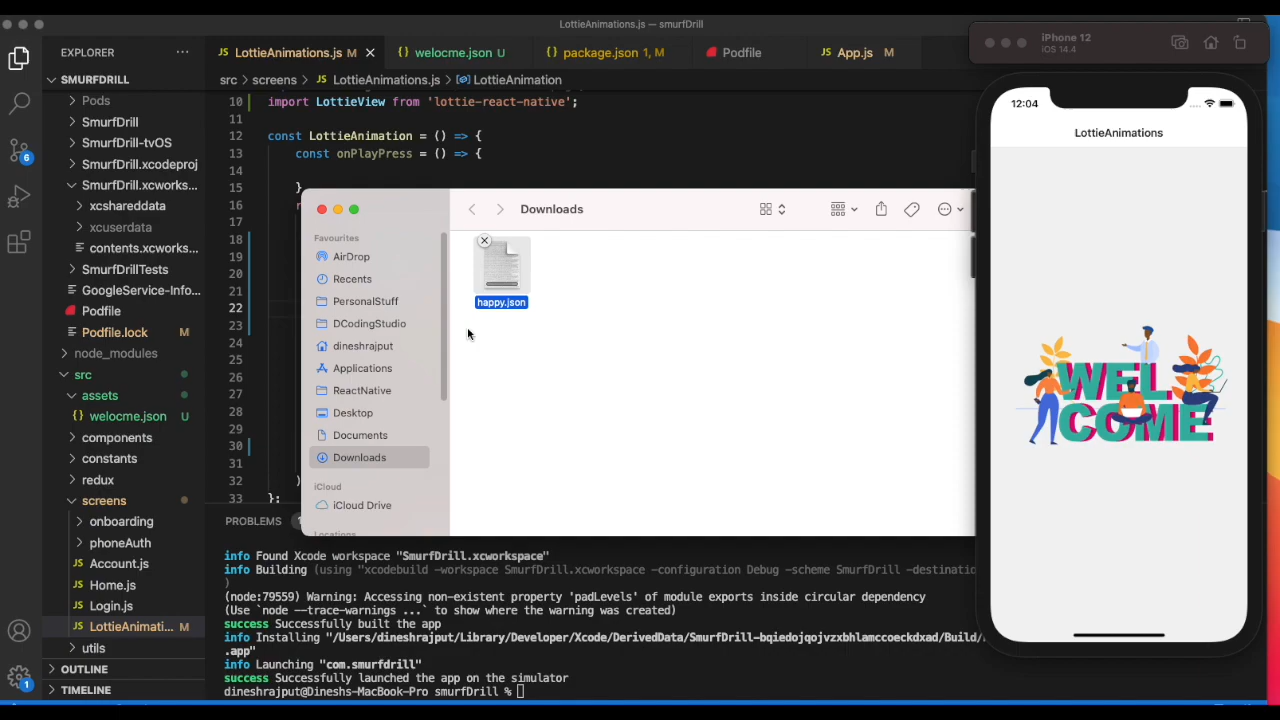 LottieAnimations.js — smurfDrill
EXPLORER
SMURFDRILL
Pods
SmurfDrill
SmurfDrill-tvOS
SmurfDrill.xcodeproj
SmurfDrill.xcworks...
xcshareddata
xcuserdata
contents.xcworks...
SmurfDrillTests
GoogleService-Info...
Podfile
Podfile.lock M
node_modules
src
assets
welocme.json U
components
constants
redux
screens
onboarding
phoneAuth
JS Account.js
JS Home.js
JS Login.js
JS LottieAnimati... M
utils
OUTLINE
TIMELINE
6
1
JS LottieAnimations.js M
welocme.json U
package.json 1, M
Podfile
JS App.js M
src > screens > JS LottieAnimations.js > LottieAnimation
10 import LottieView from 'lottie-react-native';
11
12 const LottieAnimation = () => {
13 const onPlayPress = () => {
14
15 }
16
17
18
19
20
21
22
23
24
25
26
27
28
29
30
31
32 )
33 };
Downloads
Favourites
AirDrop
Recents
PersonalStuff
DCodingStudio
dineshrajput
Applications
ReactNative
Desktop
Documents
Downloads
iCloud
iCloud Drive
Locations
happy.json
PROBLEMS
info Found Xcode workspace "SmurfDrill.xcworkspace"
info Building (using "xcodebuild -workspace SmurfDrill.xcworkspace -configuration Debug -scheme SmurfDrill -destinatio
)
(node:79559) Warning: Accessing non-existent property 'padLevels' of module exports inside circular dependency
(Use `node --trace-warnings ...` to show where the warning was created)
success Successfully built the app
info Installing "/Users/dineshrajput/Library/Developer/Xcode/DerivedData/SmurfDrill-bqiedojqojvzxbhlamccoeckdxad/Build/
.app"
info Launching "com.smurfdrill"
success Successfully launched the app on the simulator
dineshrajput@Dineshs-MacBook-Pro smurfDrill %
iPhone 12
iOS 14.4
12:04
LottieAnimations
WEL
COME